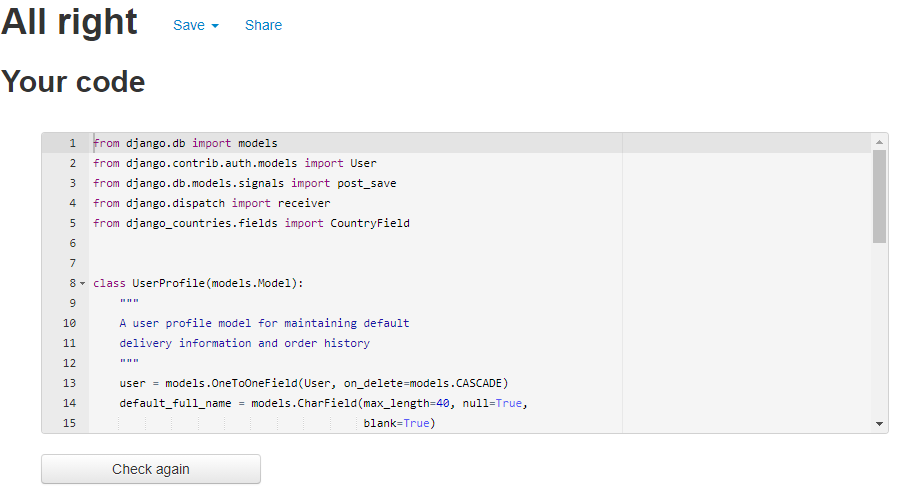 All right Save Share
Your code
1 from django.db import models
2 from django.contrib.auth.models import User
3 from django.db.models.signals import post_save
4 from django.dispatch import receiver
5 from django_countries.fields import CountryField
6
7
8 class UserProfile(models.Model):
9     """
10     A user profile model for maintaining default
11     delivery information and order history
12     """
13     user = models.OneToOneField(User, on_delete=models.CASCADE)
14     default_full_name = models.CharField(max_length=40, null=True,
15                                          blank=True)
Check again